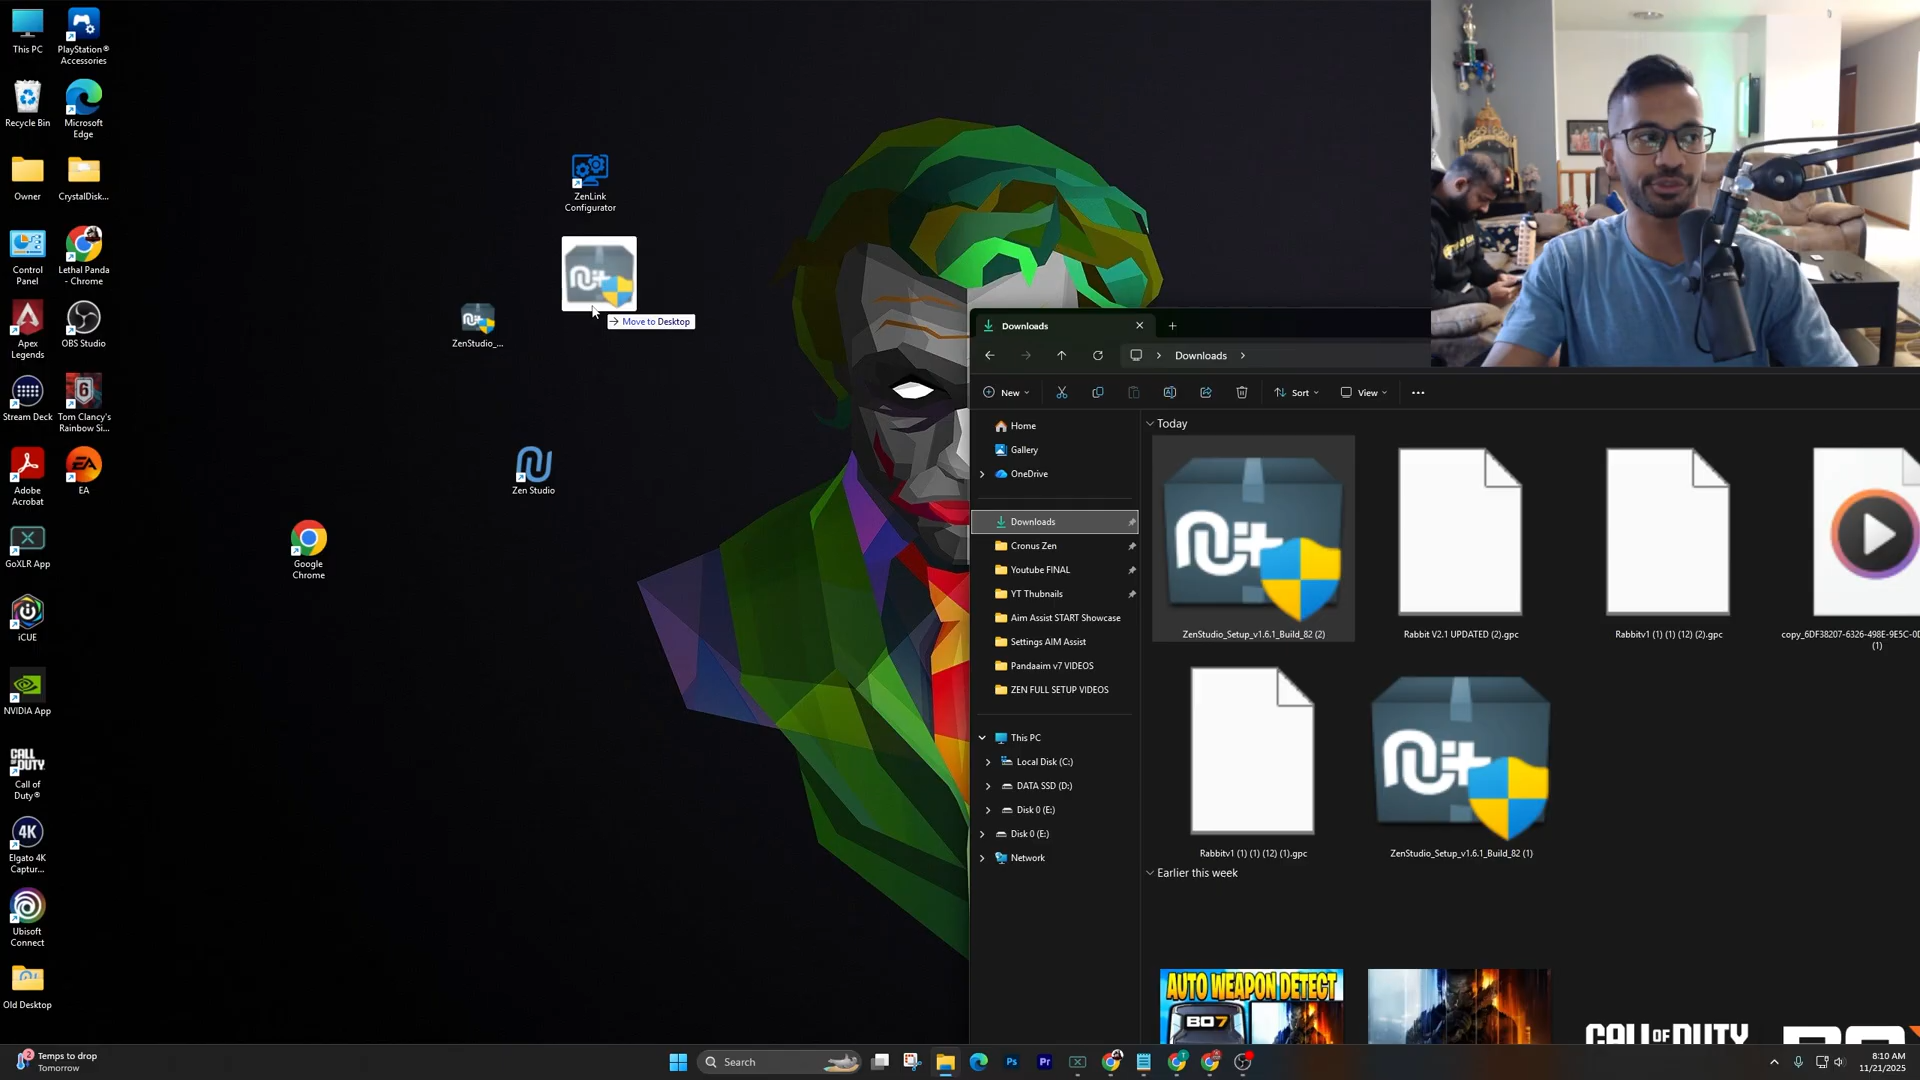 This PC
PlayStation®
Accessories
Recycle Bin
Microsoft
Edge
Owner
CrystalDisk...
Control
Panel
Lethal Panda
- Chrome
Apex
Legends
OBS Studio
Stream Deck
Tom Clancy's
Rainbow Si...
Adobe
Acrobat
EA
GoXLR App
iCUE
NVIDIA App
CALL OF
DUTY
Call of
Duty®
4K
Elgato 4K
Captur...
Ubisoft
Connect
Old Desktop
ZenLink
Configurator
ZenStudio_...
Move to Desktop
Zen Studio
Google
Chrome
Downloads
Downloads
New
Sort
View
Home
Gallery
OneDrive
Downloads
Cronus Zen
Youtube FINAL
YT Thubnails
Aim Assist START Showcase
Settings AIM Assist
Pandaaim v7 VIDEOS
ZEN FULL SETUP VIDEOS
This PC
Local Disk (C:)
DATA SSD (D:)
Disk 0 (E:)
Disk 0 (E:)
Network
Today
ZenStudio_Setup_v1.6.1_Build_82 (2)
Rabbit V2.1 UPDATED (2).gpc
Rabbitv1 (1) (1) (12) (2).gpc
copy_6DF38207-6326-498E-9E5C-0D
(1)
Rabbitv1 (1) (1) (12) (1).gpc
ZenStudio_Setup_v1.6.1_Build_82 (1)
Earlier this week
AUTO WEAPON DETECT
BO7
CALL OF DUTY
Temps to drop
Tomorrow
Search
8:10 AM
11/21/2025